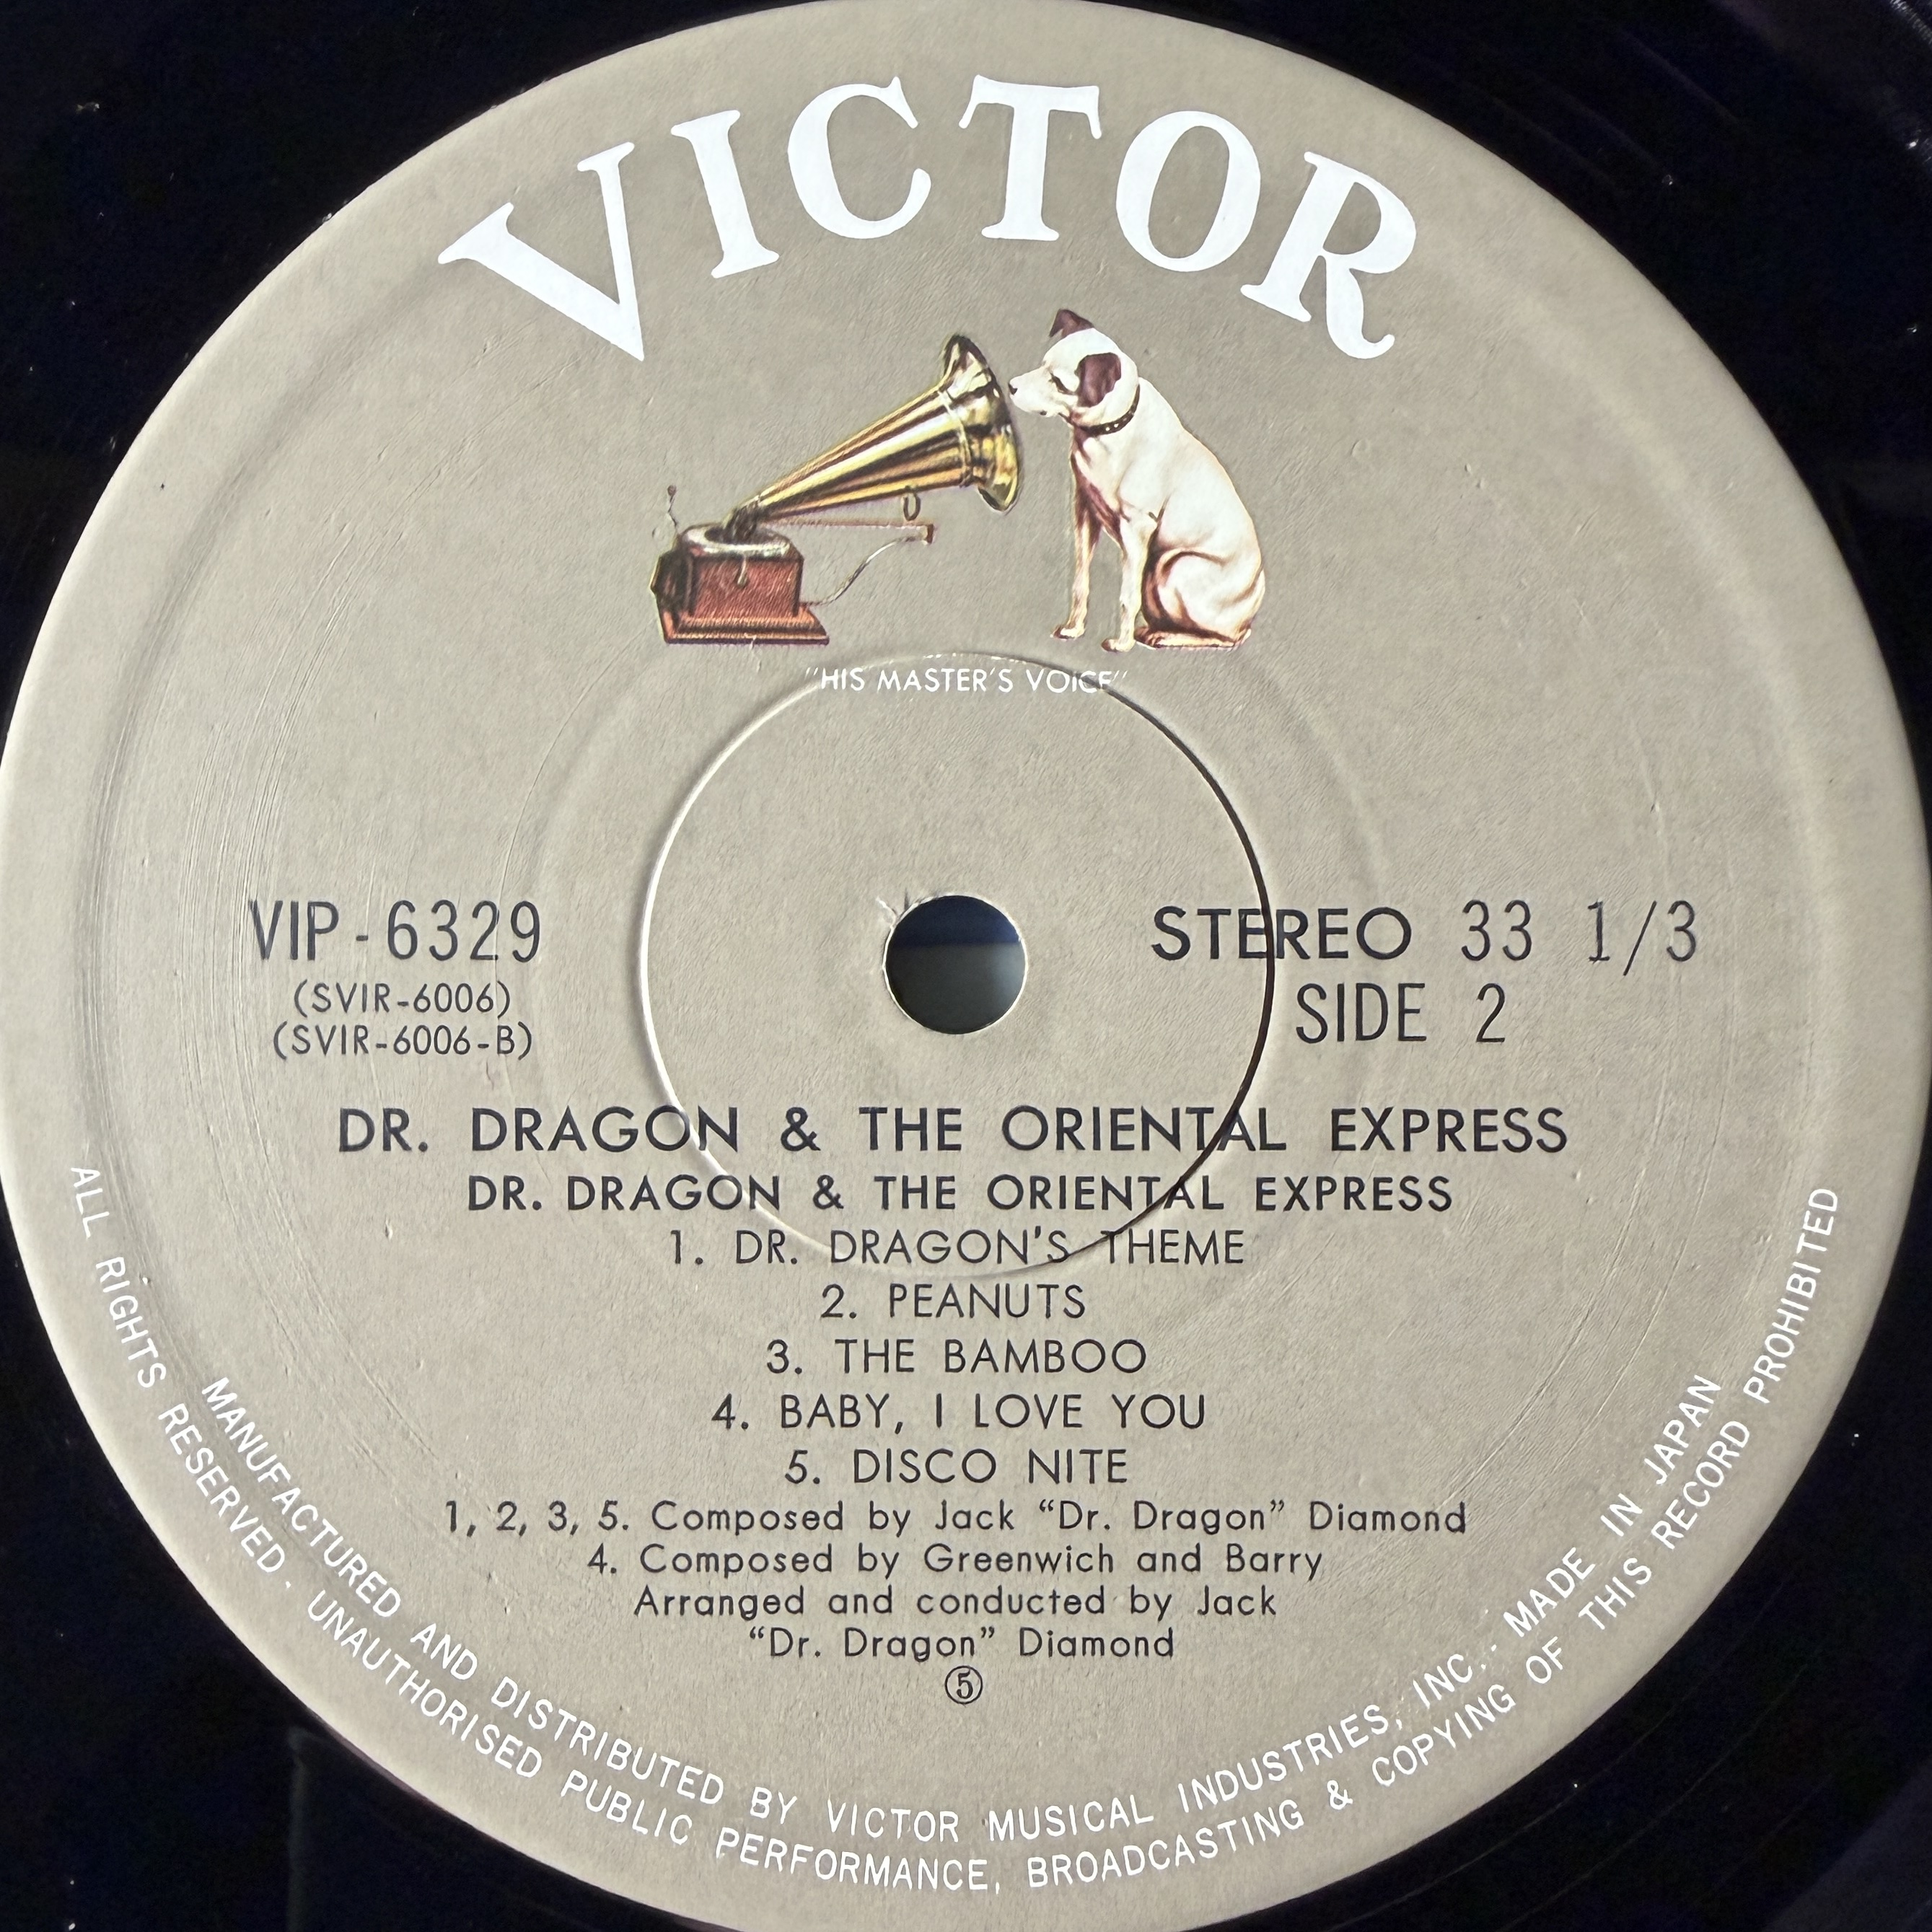 VICTOR
"HIS MASTER'S VOICE"
VIP-6329
(SVIR-6006)
(SVIR-6006-B)
STEREO 33 1/3
SIDE 2
DR. DRAGON & THE ORIENTAL EXPRESS
DR. DRAGON & THE ORIENTAL EXPRESS
1. DR. DRAGON'S THEME
2. PEANUTS
3. THE BAMBOO
4. BABY, I LOVE YOU
5. DISCO NITE
1, 2, 3, 5. Composed by Jack “Dr. Dragon” Diamond
4. Composed by Greenwich and Barry
Arranged and conducted by Jack
“Dr. Dragon” Diamond
⑤
MANUFACTURED AND DISTRIBUTED BY VICTOR MUSICAL INDUSTRIES, INC. · MADE IN JAPAN
ALL RIGHTS RESERVED · UNAUTHORISED PUBLIC PERFORMANCE, BROADCASTING & COPYING OF THIS RECORD PROHIBITED